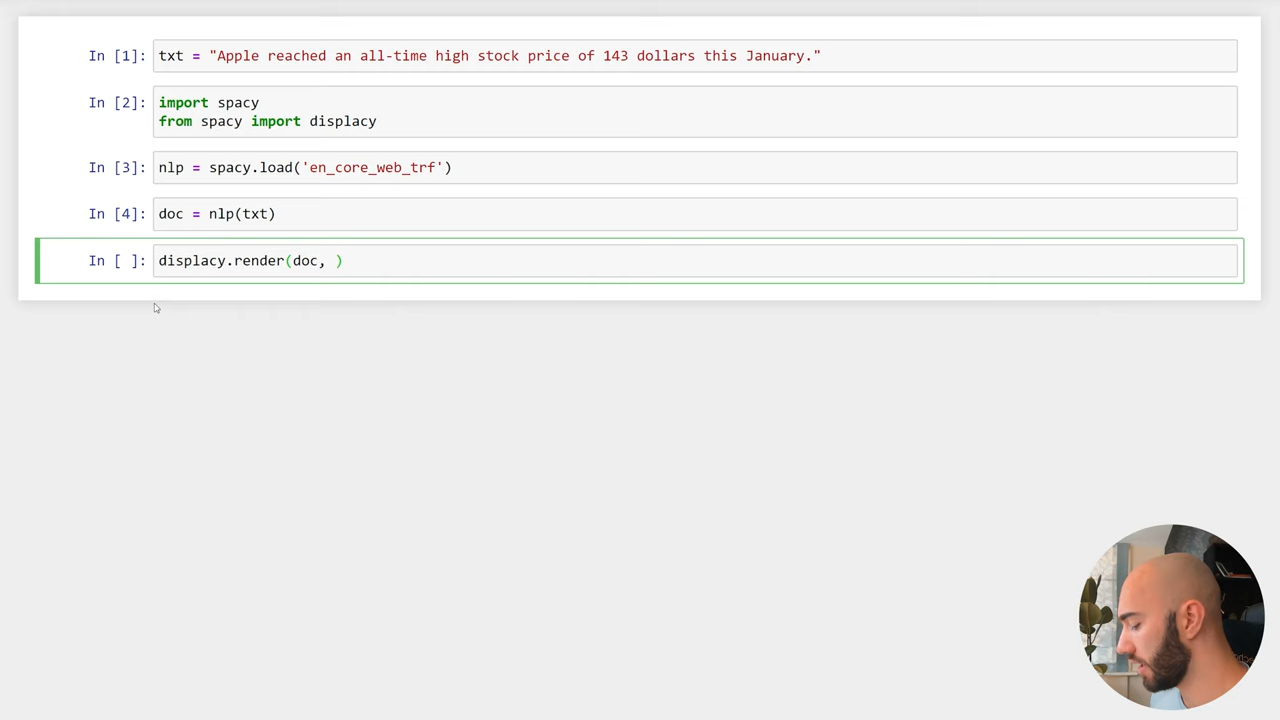 In [1]: txt = "Apple reached an all-time high stock price of 143 dollars this January."
In [2]: import spacy
from spacy import displacy
In [3]: nlp = spacy.load('en_core_web_trf')
In [4]: doc = nlp(txt)
In [ ]: displacy.render(doc, )